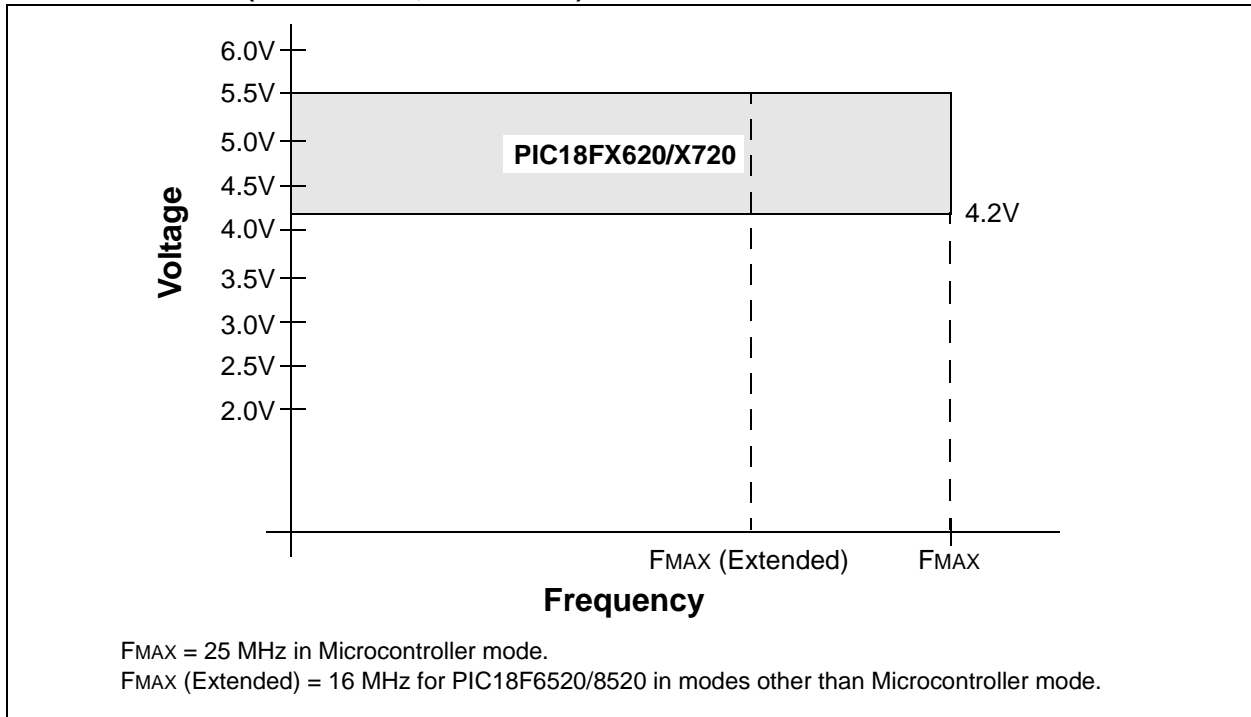 6.0V
5.5V
5.0V
4.5V
4.0V
3.5V
3.0V
2.5V
2.0V
Voltage
PIC18FX620/X720
4.2V
FMAX (Extended)
FMAX
Frequency
FMAX = 25 MHz in Microcontroller mode.
FMAX (Extended) = 16 MHz for PIC18F6520/8520 in modes other than Microcontroller mode.